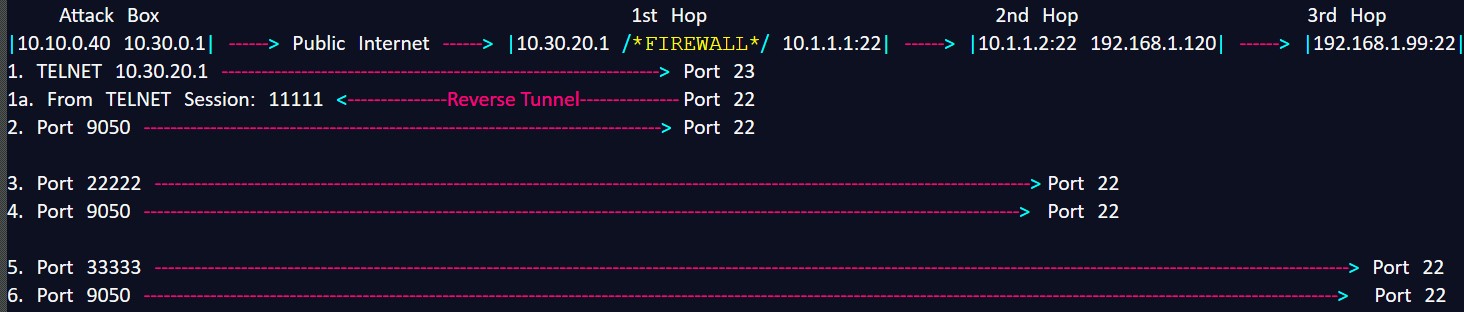 Attack Box 1st Hop 2nd Hop 3rd Hop
|10.10.0.40 10.30.0.1| -----> Public Internet -----> |10.30.20.1 /*FIREWALL*/ 10.1.1.1:22| -----> |10.1.1.2:22 192.168.1.120| -----> |192.168.1.99:22|
1. TELNET 10.30.20.1 -----> Port 23
1a. From TELNET Session: 11111 <-----Reverse Tunnel----- Port 22
2. Port 9050 -----> Port 22
3. Port 22222 -----> Port 22
4. Port 9050 -----> Port 22
5. Port 33333 -----> Port 22
6. Port 9050 -----> Port 22